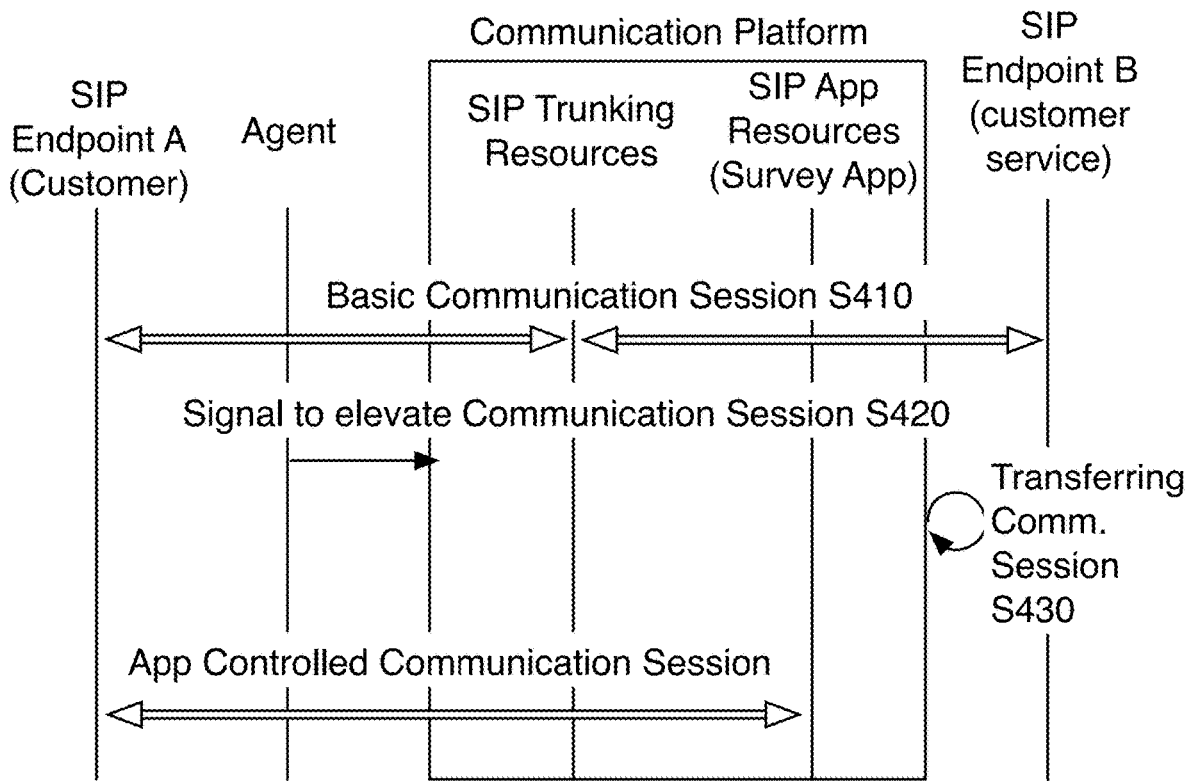 Communication Platform
SIP
Endpoint A
(Customer)
Agent
SIP Trunking
Resources
SIP App
Resources
(Survey App)
SIP
Endpoint B
(customer
service)
Basic Communication Session S410
Signal to elevate Communication Session S420
Transferring
Comm.
Session
S430
App Controlled Communication Session